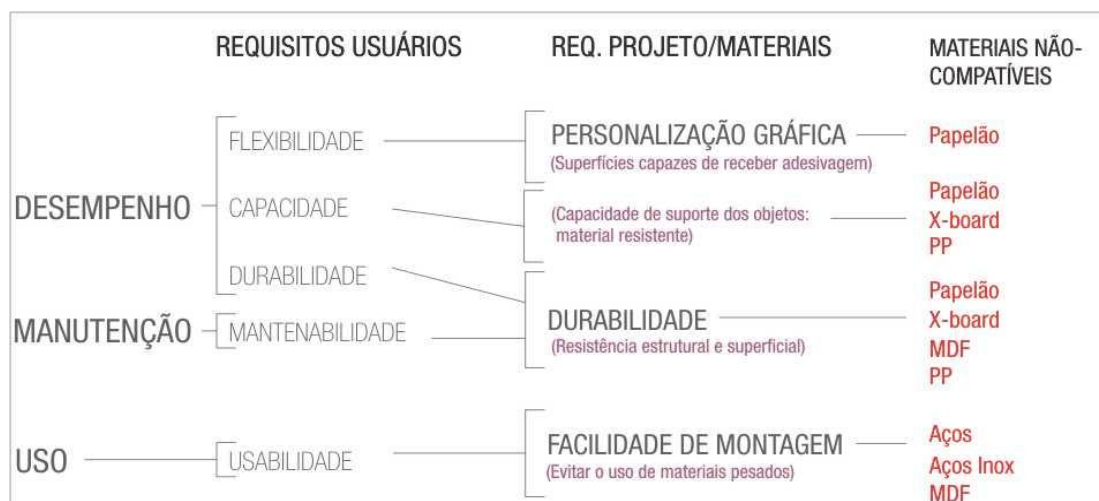 REQUISITOS USUÁRIOS
REQ. PROJETO/MATERIAIS
MATERIAIS NÃO-
COMPATÍVEIS
DESEMPENHO
FLEXIBILIDADE
CAPACIDADE
DURABILIDADE
MANUTENÇÃO
MANTENABILIDADE
USO
USABILIDADE
PERSONALIZAÇÃO GRÁFICA
(Superfícies capazes de receber adesivagem)
(Capacidade de suporte dos objetos:
material resistente)
DURABILIDADE
(Resistência estrutural e superficial)
FACILIDADE DE MONTAGEM
(Evitar o uso de materiais pesados)
Papelão
Papelão
X-board
PP
Papelão
X-board
MDF
PP
Aços
Aços Inox
MDF